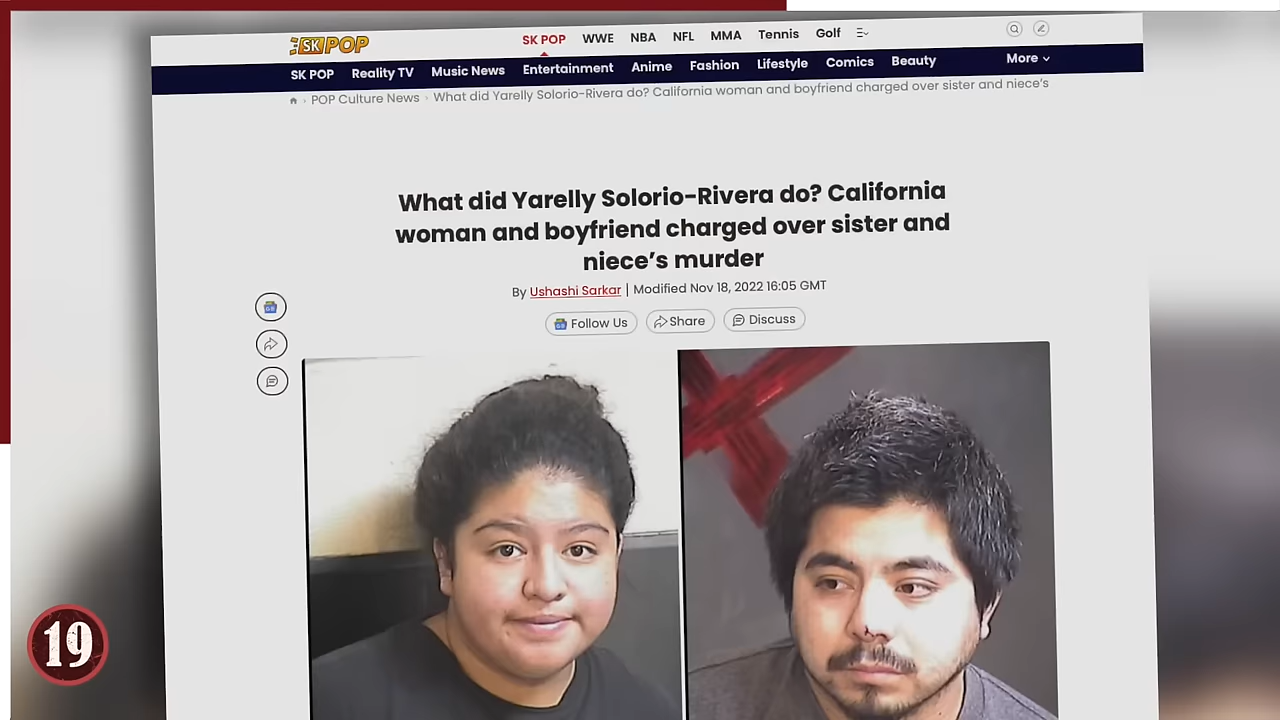 SK POP
SK POP WWE NBA NFL MMA Tennis Golf
SK POP Reality TV Music News Entertainment Anime Fashion Lifestyle Comics Beauty More
POP Culture News › What did Yarelly Solorio-Rivera do? California woman and boyfriend charged over sister and niece's
What did Yarelly Solorio-Rivera do? California
woman and boyfriend charged over sister and
niece's murder
By Ushashi Sarkar | Modified Nov 18, 2022 16:05 GMT
Follow Us Share Discuss
19